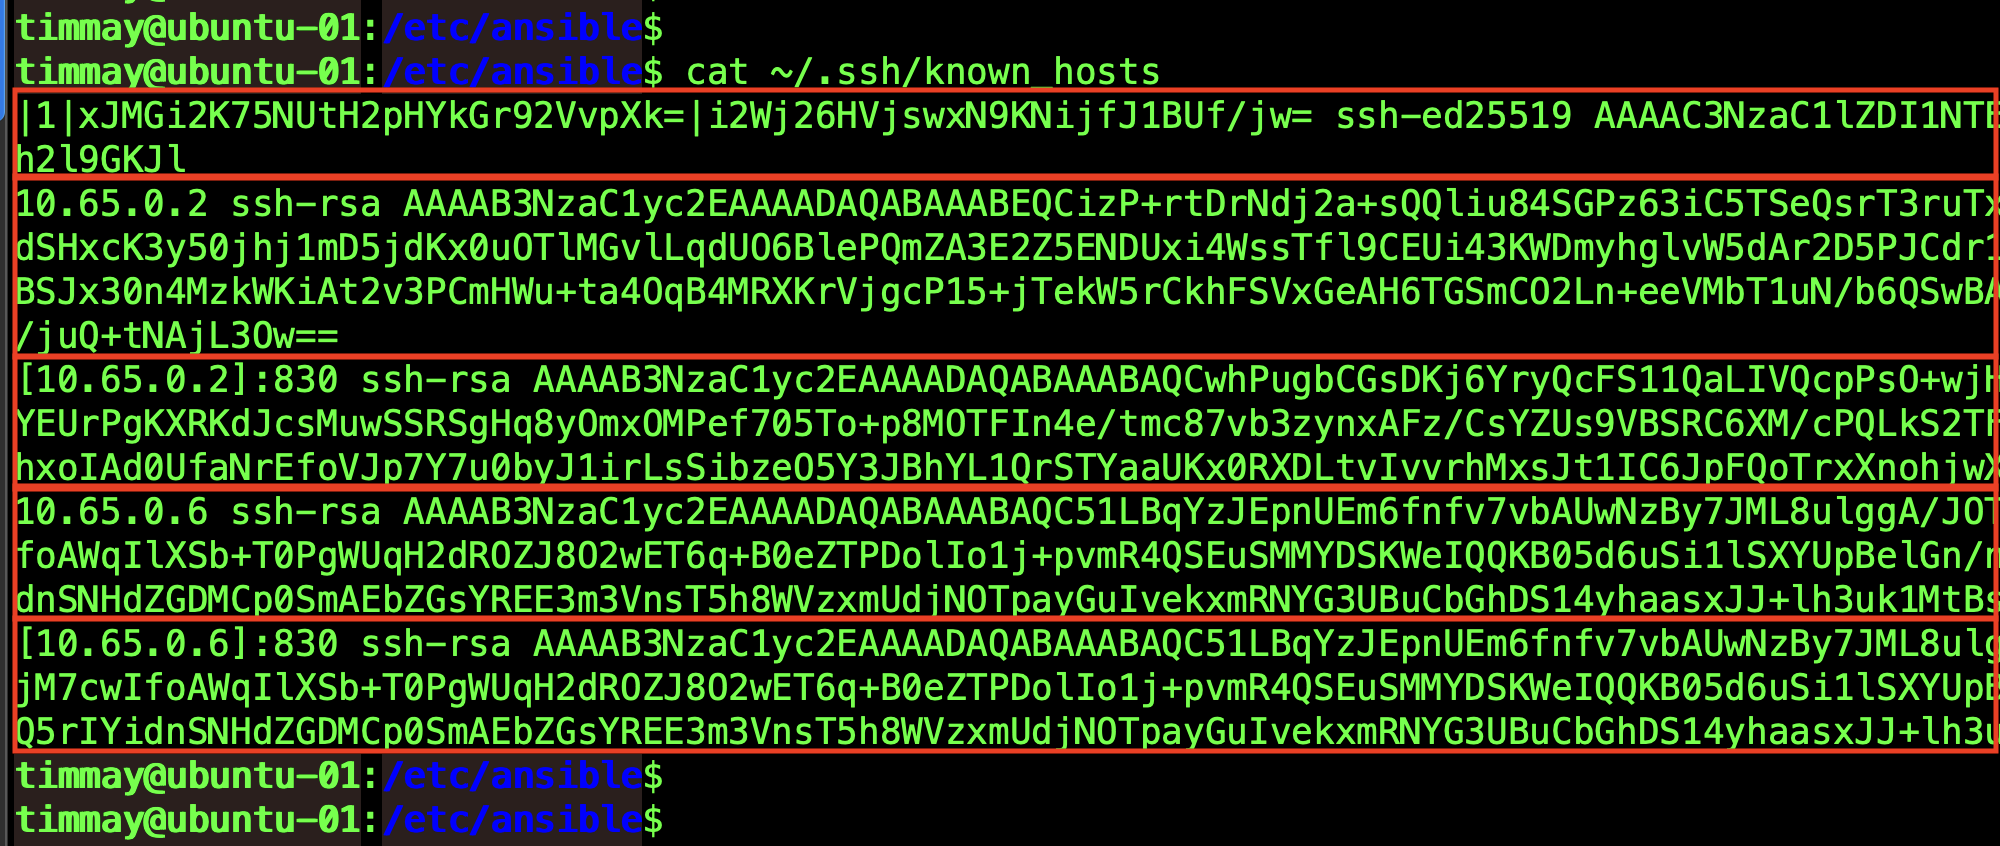 timmay@ubuntu-01:/etc/ansible$
timmay@ubuntu-01:/etc/ansible$ cat ~/.ssh/known_hosts
|1|xJMGi2K75NUtH2pHYkGr92VvpXk=|i2Wj26HVjswxN9KNijfJ1BUf/jw= ssh-ed25519 AAAAC3NzaC1lZDI1NTE
h2l9GKJl
10.65.0.2 ssh-rsa AAAAB3NzaC1yc2EAAAADAQABAAABEQCizP+rtDrNdj2a+sQQliu84SGPz63iC5TSeQsrT3ruTx
dSHxcK3y50jhj1mD5jdKx0uOTlMGvlLqdUO6BlePQmZA3E2Z5ENDUxi4WssTfl9CEUi43KWDmyhglvW5dAr2D5PJCdr1
BSJx30n4MzkWKiAt2v3PCmHWu+ta4OqB4MRXKrVjgcP15+jTekW5rCkhFSVxGeAH6TGSmCO2Ln+eeVMbT1uN/b6QSwBA
/juQ+tNAjL3Ow==
[10.65.0.2]:830 ssh-rsa AAAAB3NzaC1yc2EAAAADAQABAAABAQCwhPugbCGsDKj6YryQcFS11QaLIVQcpPsO+wjH
YEUrPgKXRKdJcsMuwSSRSgHq8yOmxOMPef705To+p8MOTFIn4e/tmc87vb3zynxAFz/CsYZUs9VBSRC6XM/cPQLkS2TF
hxoIAd0UfaNrEfoVJp7Y7u0byJ1irLsSibzeO5Y3JBhYL1QrSTYaaUKx0RXDLtvIvvrhMxsJt1IC6JpFQoTrxXnohjwX
10.65.0.6 ssh-rsa AAAAB3NzaC1yc2EAAAADAQABAAABAQC51LBqYzJEpnUEm6fnfv7vbAUwNzBy7JML8ulggA/JOT
foAWqIlXSb+T0PgWUqH2dROZJ8O2wET6q+B0eZTPDolIo1j+pvmR4QSEuSMMYDSKWeIQQKB05d6uSi1lSXYUpBelGn/n
dnSNHdZGDMCp0SmAEbZGsYREE3m3VnsT5h8WVzxmUdjNOTpayGuIvekxmRNYG3UBuCbGhDS14yhaasxJJ+lh3uk1MtBs
[10.65.0.6]:830 ssh-rsa AAAAB3NzaC1yc2EAAAADAQABAAABAQC51LBqYzJEpnUEm6fnfv7vbAUwNzBy7JML8ulg
jM7cwIfoAWqIlXSb+T0PgWUqH2dROZJ8O2wET6q+B0eZTPDolIo1j+pvmR4QSEuSMMYDSKWeIQQKB05d6uSi1lSXYUpB
Q5rIYidnSNHdZGDMCp0SmAEbZGsYREE3m3VnsT5h8WVzxmUdjNOTpayGuIvekxmRNYG3UBuCbGhDS14yhaasxJJ+lh3u
timmay@ubuntu-01:/etc/ansible$
timmay@ubuntu-01:/etc/ansible$